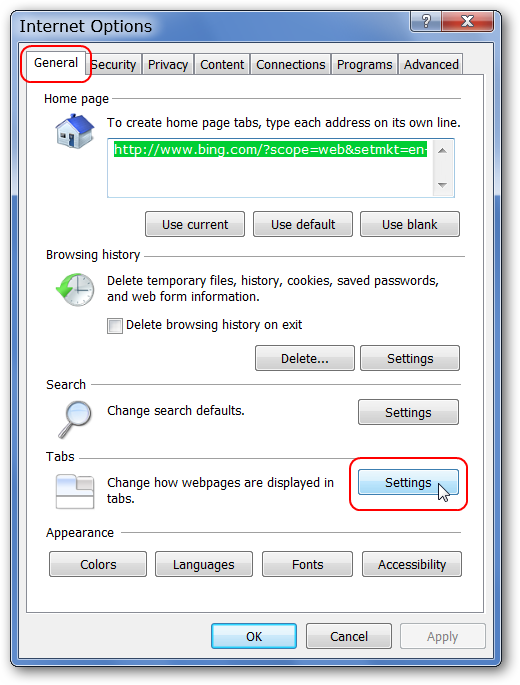 Internet Options
General Security Privacy Content Connections Programs Advanced
Home page
To create home page tabs, type each address on its own line.
http://www.bing.com/?scope=web&setmkt=en-
Use current Use default Use blank
Browsing history
Delete temporary files, history, cookies, saved passwords,
and web form information.
Delete browsing history on exit
Delete... Settings
Search
Change search defaults. Settings
Tabs
Change how webpages are displayed in Settings
tabs.
Appearance
Colors Languages Fonts Accessibility
OK Cancel Apply